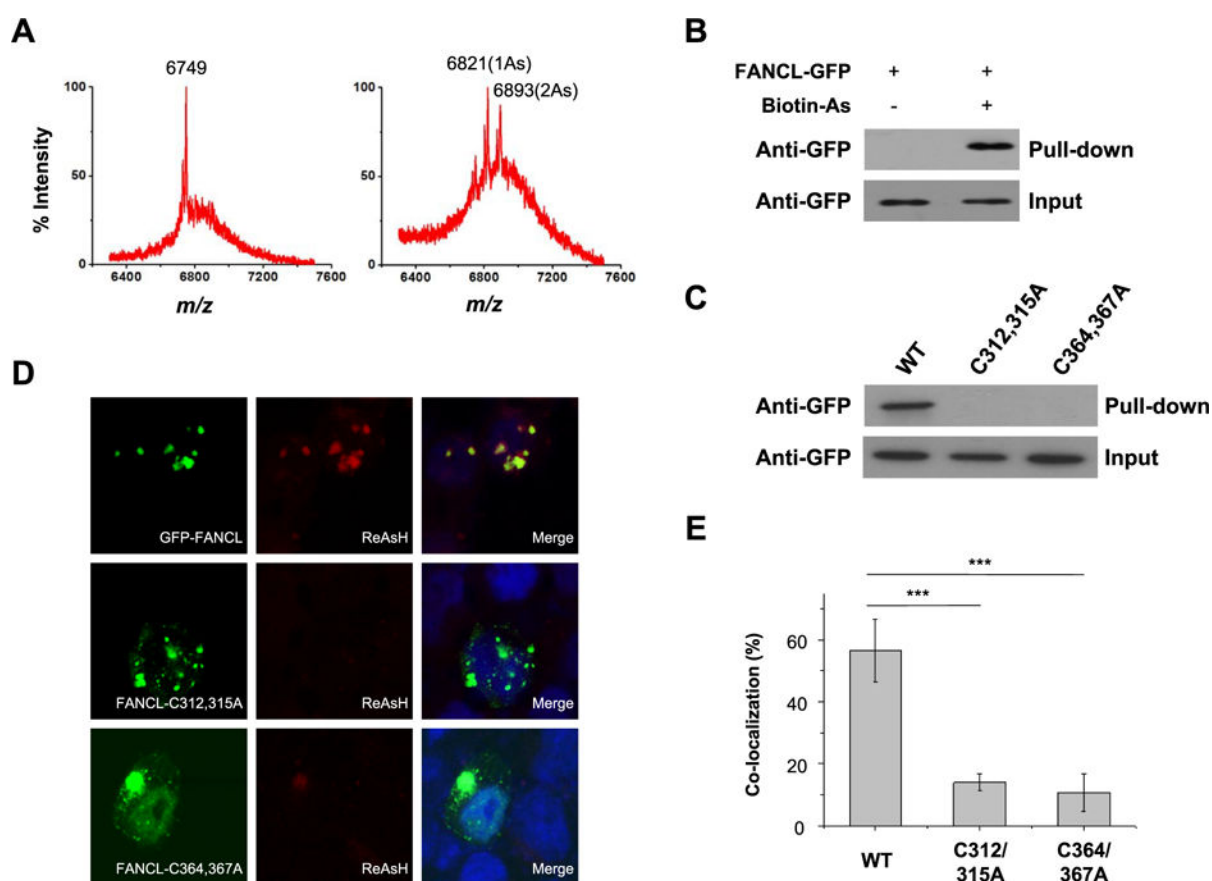 A
6749
6821(1As)
6893(2As)
% Intensity
100
50
0
6400 6800 7200 7600
m/z
100
50
0
6400 6800 7200 7600
m/z
B
FANCL-GFP + +
Biotin-As - +
Anti-GFP Pull-down
Anti-GFP Input
C
WT C312,315A C364,367A
Anti-GFP Pull-down
Anti-GFP Input
D
GFP-FANCL ReAsH Merge
FANCL-C312,315A ReAsH Merge
FANCL-C364,367A ReAsH Merge
E
***
***
Co-localization (%)
60
40
20
0
WT
C312/
315A
C364/
367A